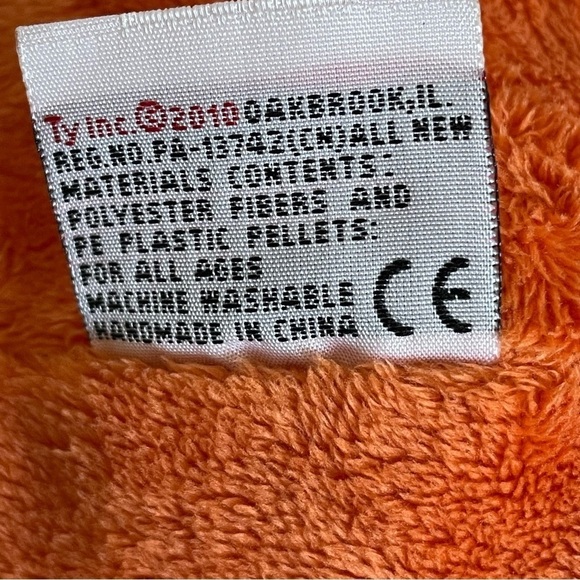 Ty Inc.©2010 OAKBROOK,IL.
REG.NO.PA-13742(CN)ALL NEW
MATERIALS CONTENTS:
POLYESTER FIBERS AND
PE PLASTIC PELLETS:
FOR ALL AGES
MACHINE WASHABLE
HANDMADE IN CHINA
CE